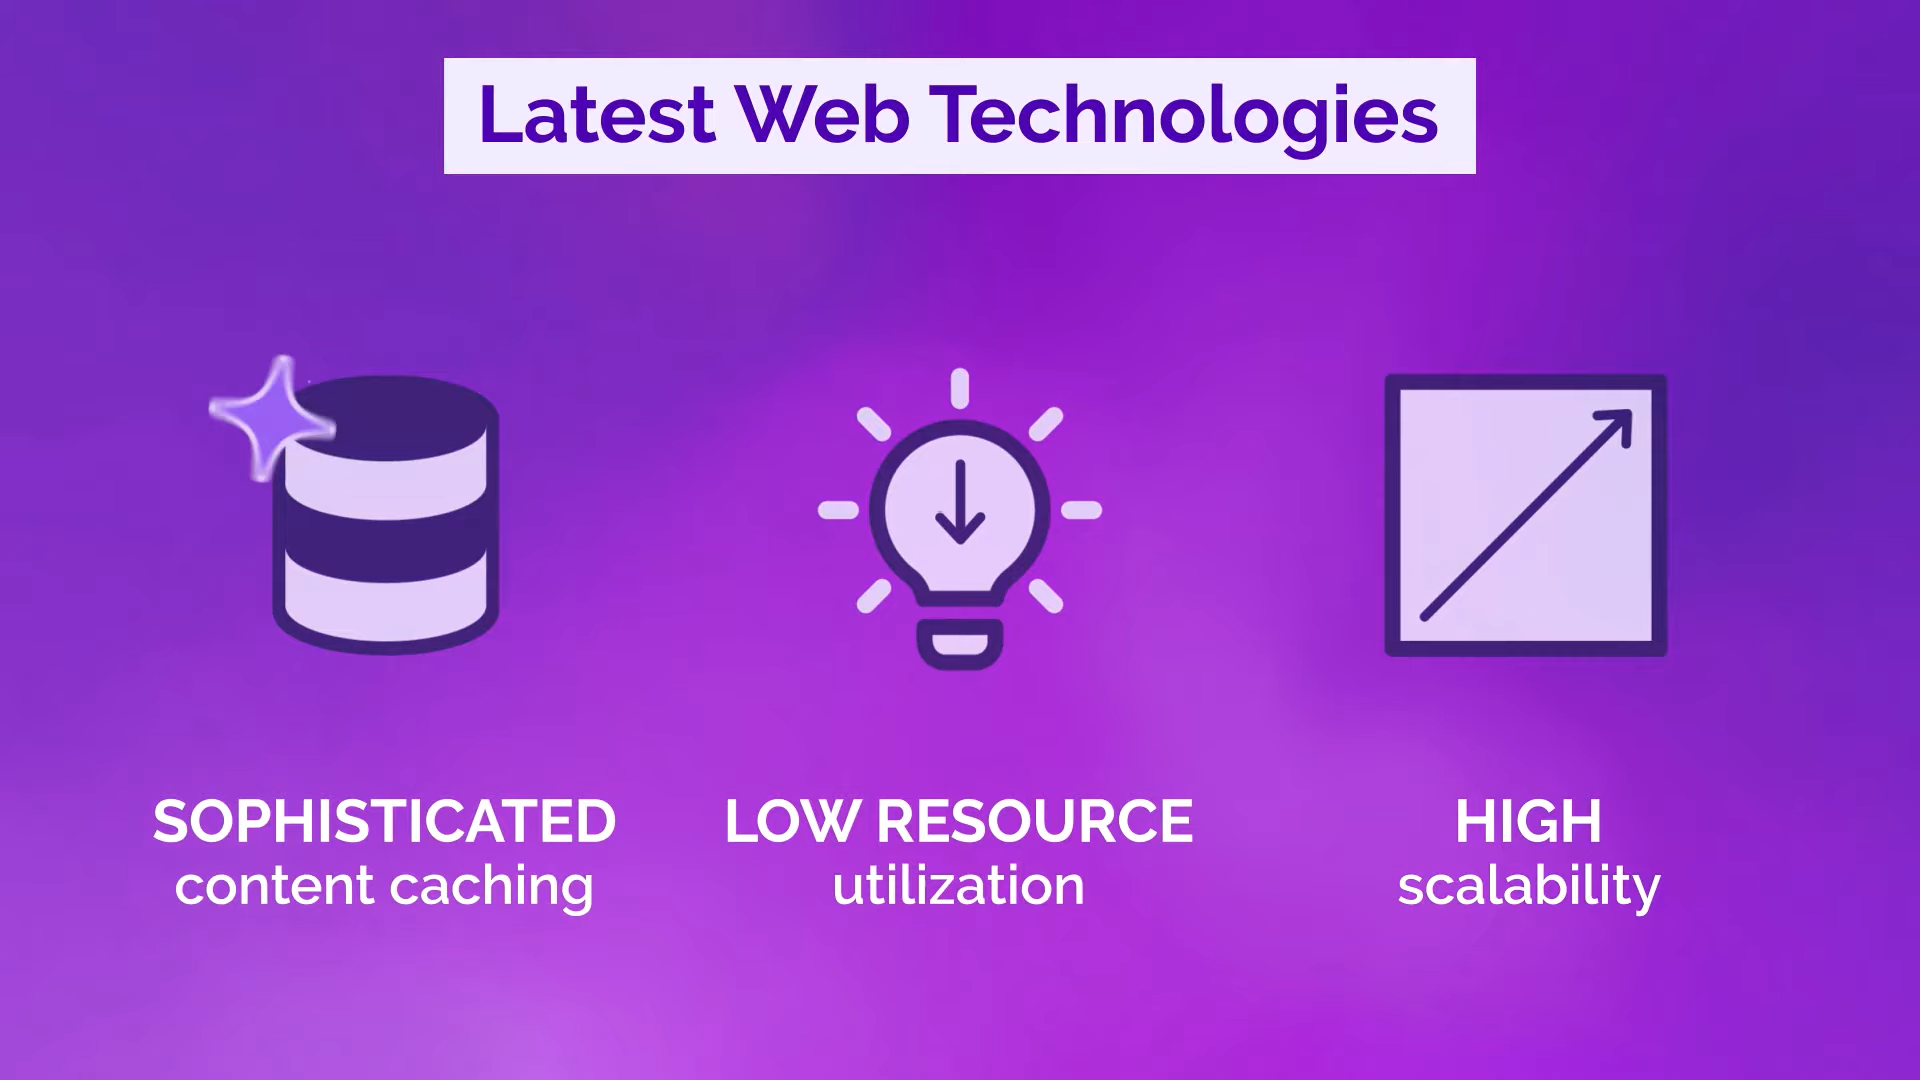 Latest Web Technologies
SOPHISTICATED
content caching
LOW RESOURCE
utilization
HIGH
scalability